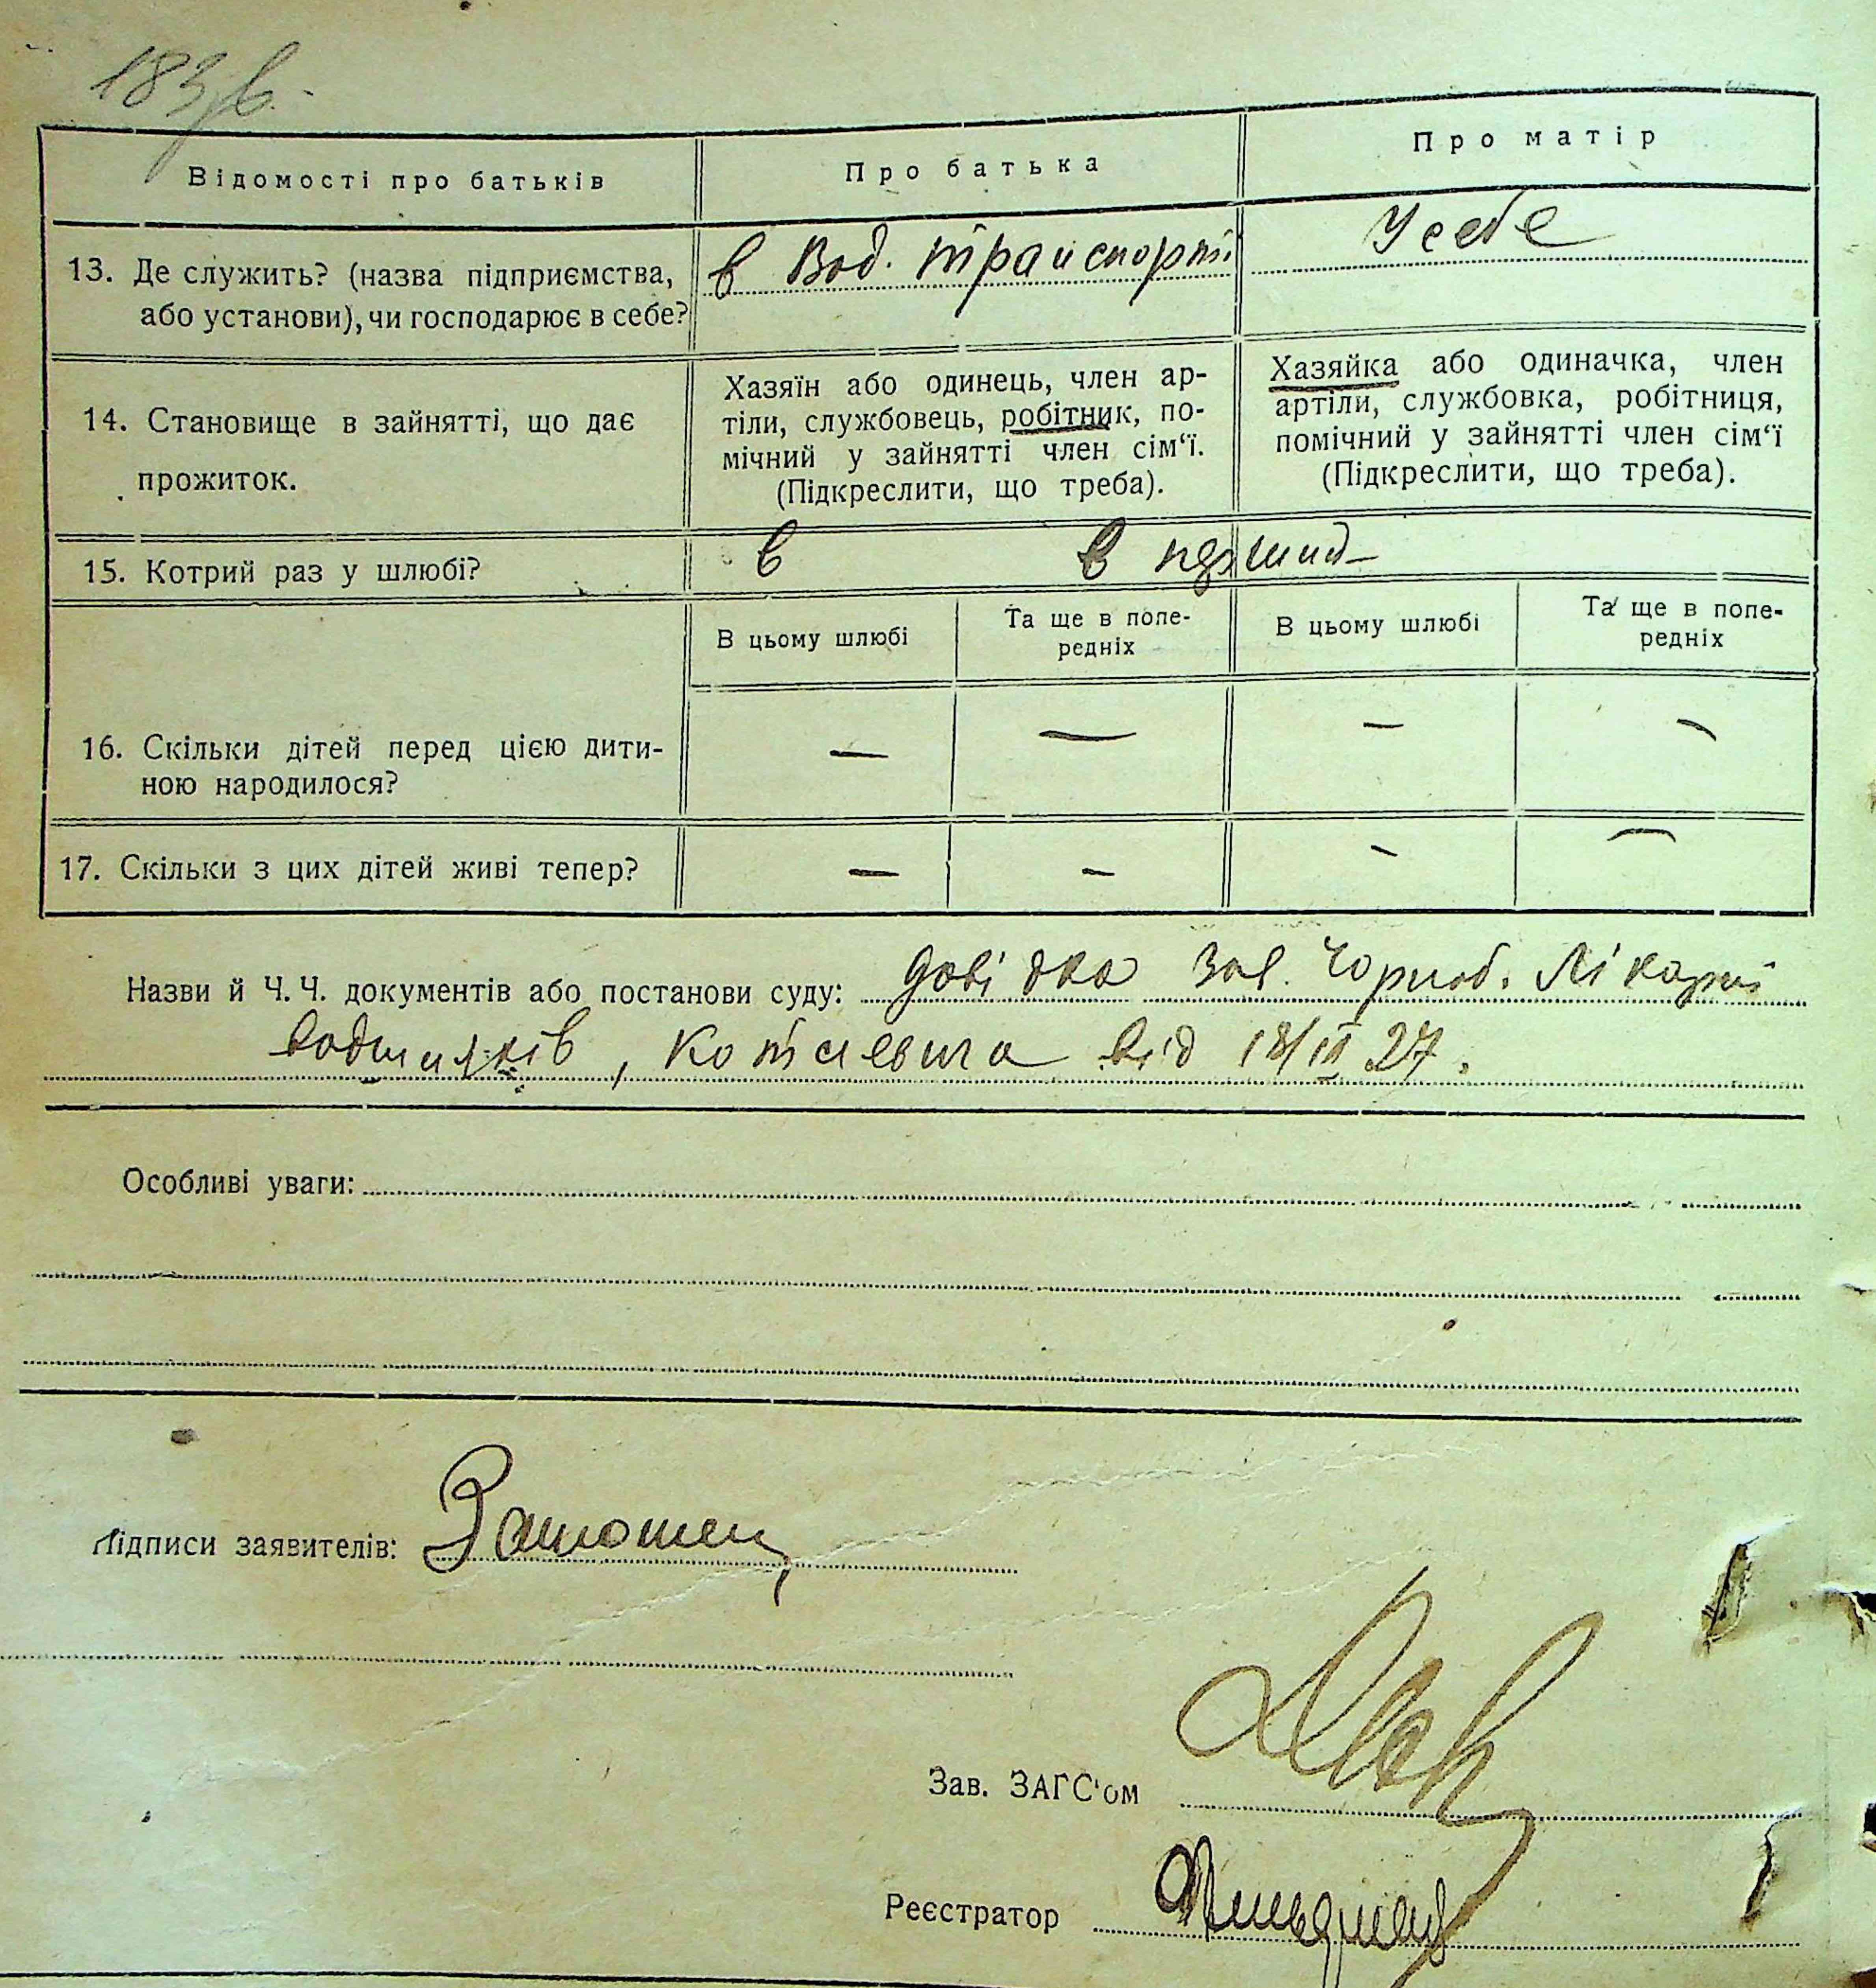 Відомості про батьків
Про батька
Про матір
13. Де служить? (назва підприємства,
або установи), чи господарює в себе?
в Вод. транспорті
У себе
14. Становище в зайнятті, що дає
прожиток.
Хазяїн або одинець, член ар-
тіли, службовець, робітник, по-
мічний у зайнятті член сім‘ї.
(Підкреслити, що треба).
Хазяйка або одиначка, член
артіли, службовка, робітниця,
помічний у зайнятті член сім‘ї
(Підкреслити, що треба).
15. Котрий раз у шлюбі?
в в перший
В цьому шлюбі
Та ще в попе-
редніх
В цьому шлюбі
Та ще в попе-
редніх
16. Скільки дітей перед цією дити-
ною народилося?
— — — —
17. Скільки з цих дітей живі тепер?
— — — —
Назви й Ч. Ч. документів або постанови суду: Довідка Зав. Чорноб. Лікарні
водників, від 18/III 27.
Особливі уваги:
Підписи заявителів:
Зав. ЗАГС‘ом
Реєстратор